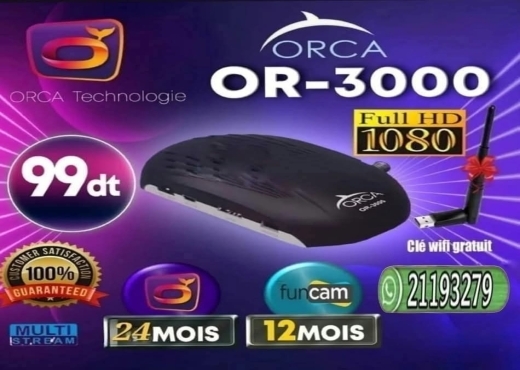 ORCA Technologie
ORCA
OR-3000
Full HD
1080
99dt
ORCA
OR-3000
Clé wifi gratuit
CUSTOMER SATISFACTION
100%
GUARANTEED
funcam
21193279
24MOIS
12MOIS
MULTI
STREAM